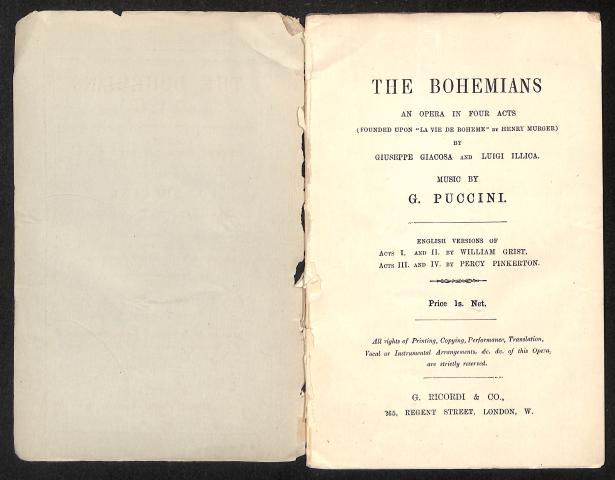 THE BOHEMIANS
AN OPERA IN FOUR ACTS
(FOUNDED UPON "LA VIE DE BOHEME" BY HENRY MURGER)
BY
GIUSEPPE GIACOSA AND LUIGI ILLICA.
MUSIC BY
G. PUCCINI.
ENGLISH VERSIONS OF
ACTS I. AND II. BY WILLIAM GRIST.
ACTS III. AND IV. BY PERCY PINKERTON.
Price 1s. Net.
All rights of Printing, Copying, Performance, Translation,
Vocal or Instrumental Arrangements, &c. &c. of this Opera,
are strictly reserved.
G. RICORDI & CO.,
265, REGENT STREET, LONDON, W.